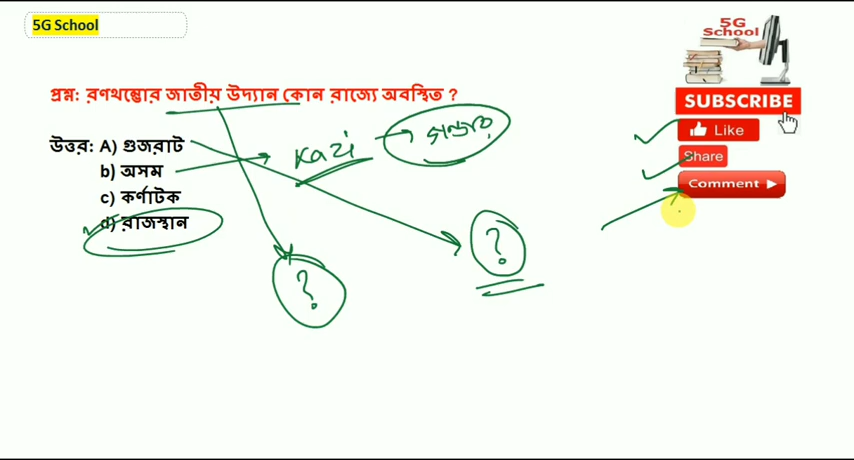 5G School
5G
School
SUBSCRIBE
প্রশ্ন: রণথম্ভোর জাতীয় উদ্যান কোন রাজ্যে অবস্থিত ?
Like
উত্তর: A) গুজরাট
Share
b) অসম
Kazi
গন্ডার
Comment
c) কর্ণাটক
d) রাজস্থান
?
?